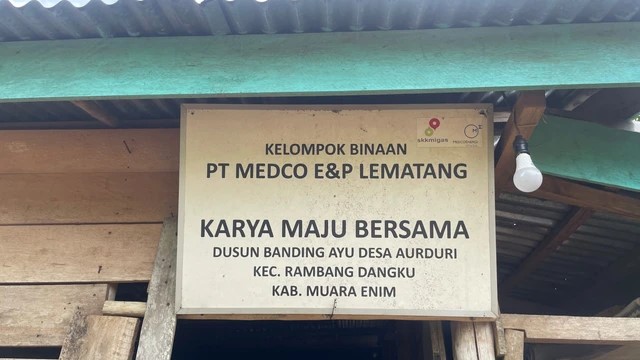 skkmigas
KELOMPOK BINAAN
PT MEDCO E&P LEMATANG
KARYA MAJU BERSAMA
DUSUN BANDING AYU DESA AURDURI
KEC. RAMBANG DANGKU
KAB. MUARA ENIM